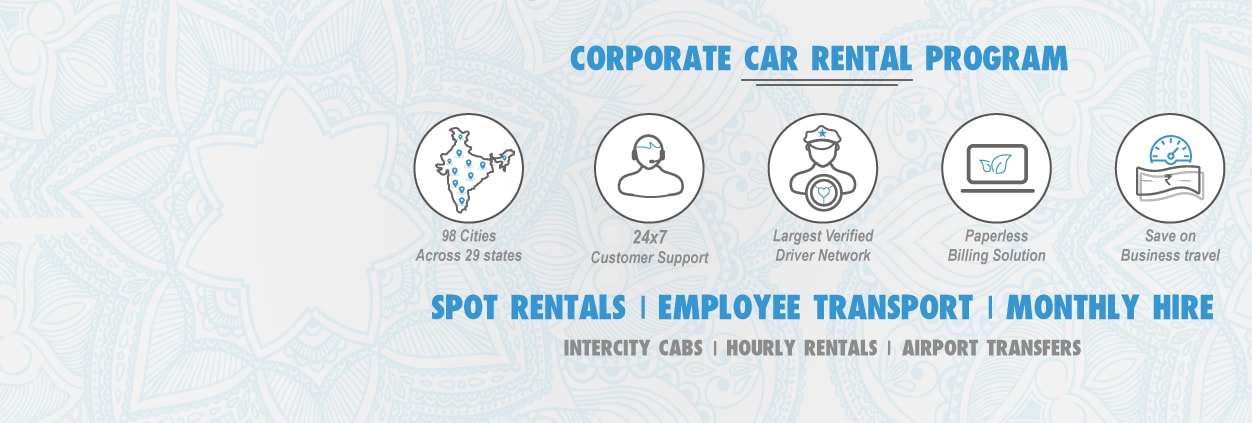 CORPORATE CAR RENTAL PROGRAM
98 Cities
Across 29 states
24x7
Customer Support
Largest Verified
Driver Network
Paperless
Billing Solution
₹
Save on
Business travel
SPOT RENTALS | EMPLOYEE TRANSPORT | MONTHLY HIRE
INTERCITY CABS | HOURLY RENTALS | AIRPORT TRANSFERS